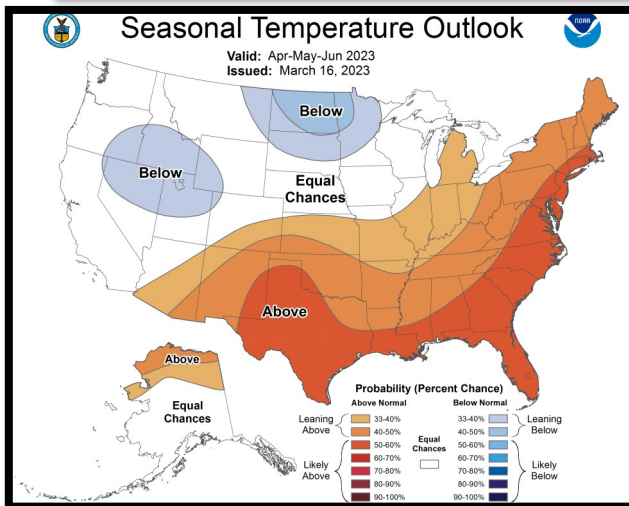 Seasonal Temperature Outlook
NOAA
Valid: Apr-May-Jun 2023
Issued: March 16, 2023
Below
Below
Equal
Chances
Above
Above
Equal
Chances
Probability (Percent Chance)
Above Normal
Below Normal
Leaning
Above
33-40%
40-50%
50-60%
Likely
Above
60-70%
70-80%
80-90%
90-100%
Equal
Chances
33-40%
40-50%
Leaning
Below
50-60%
60-70%
70-80%
Likely
Below
80-90%
90-100%